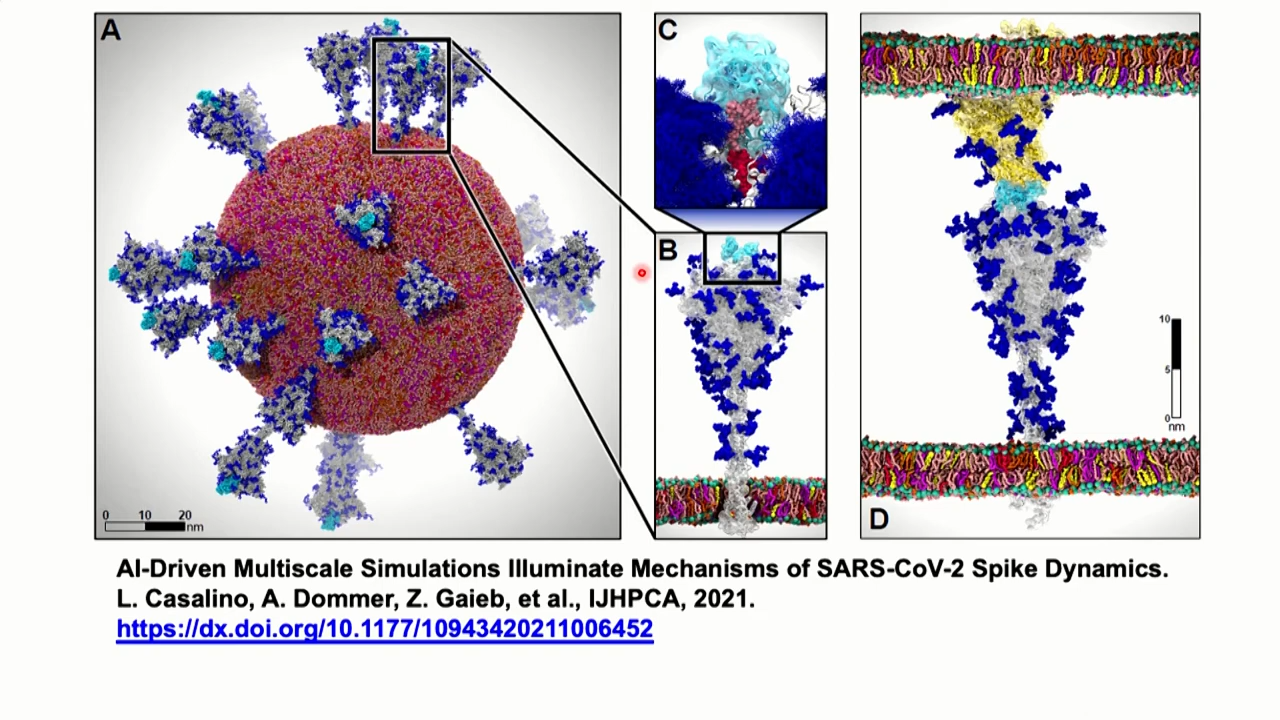 A
C
B
D
0 10 20
nm
10
5
0
nm
AI-Driven Multiscale Simulations Illuminate Mechanisms of SARS-CoV-2 Spike Dynamics.
L. Casalino, A. Dommer, Z. Gaieb, et al., IJHPCA, 2021.
https://dx.doi.org/10.1177/10943420211006452